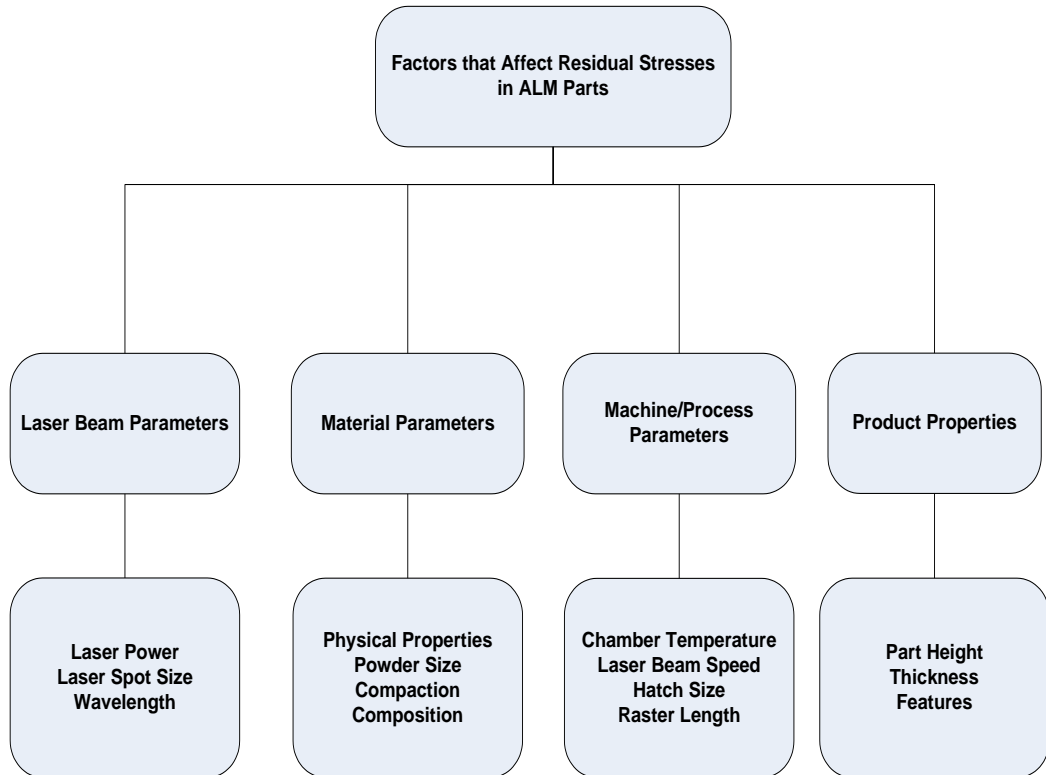 Factors that Affect Residual Stresses
in ALM Parts
Laser Beam Parameters
Material Parameters
Machine/Process
Parameters
Product Properties
Laser Power
Laser Spot Size
Wavelength
Physical Properties
Powder Size
Compaction
Composition
Chamber Temperature
Laser Beam Speed
Hatch Size
Raster Length
Part Height
Thickness
Features